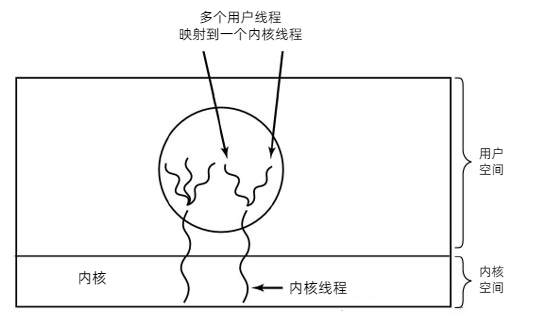 多个用户线程
映射到一个内核线程
用户
空间
内核
内核
空间
内核线程